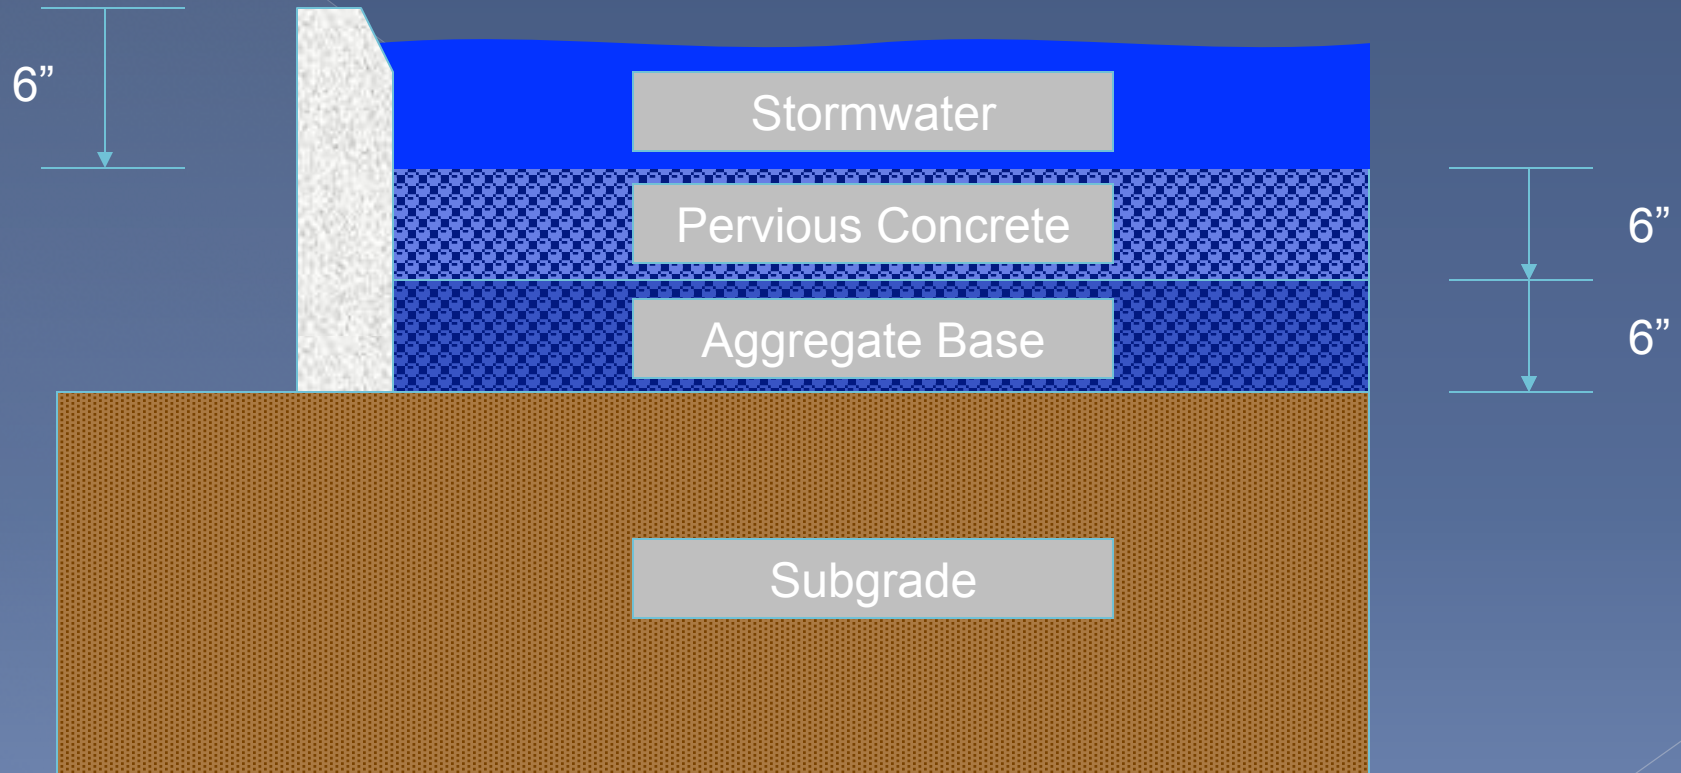 6”
Stormwater
Pervious Concrete
6”
Aggregate Base
6”
Subgrade